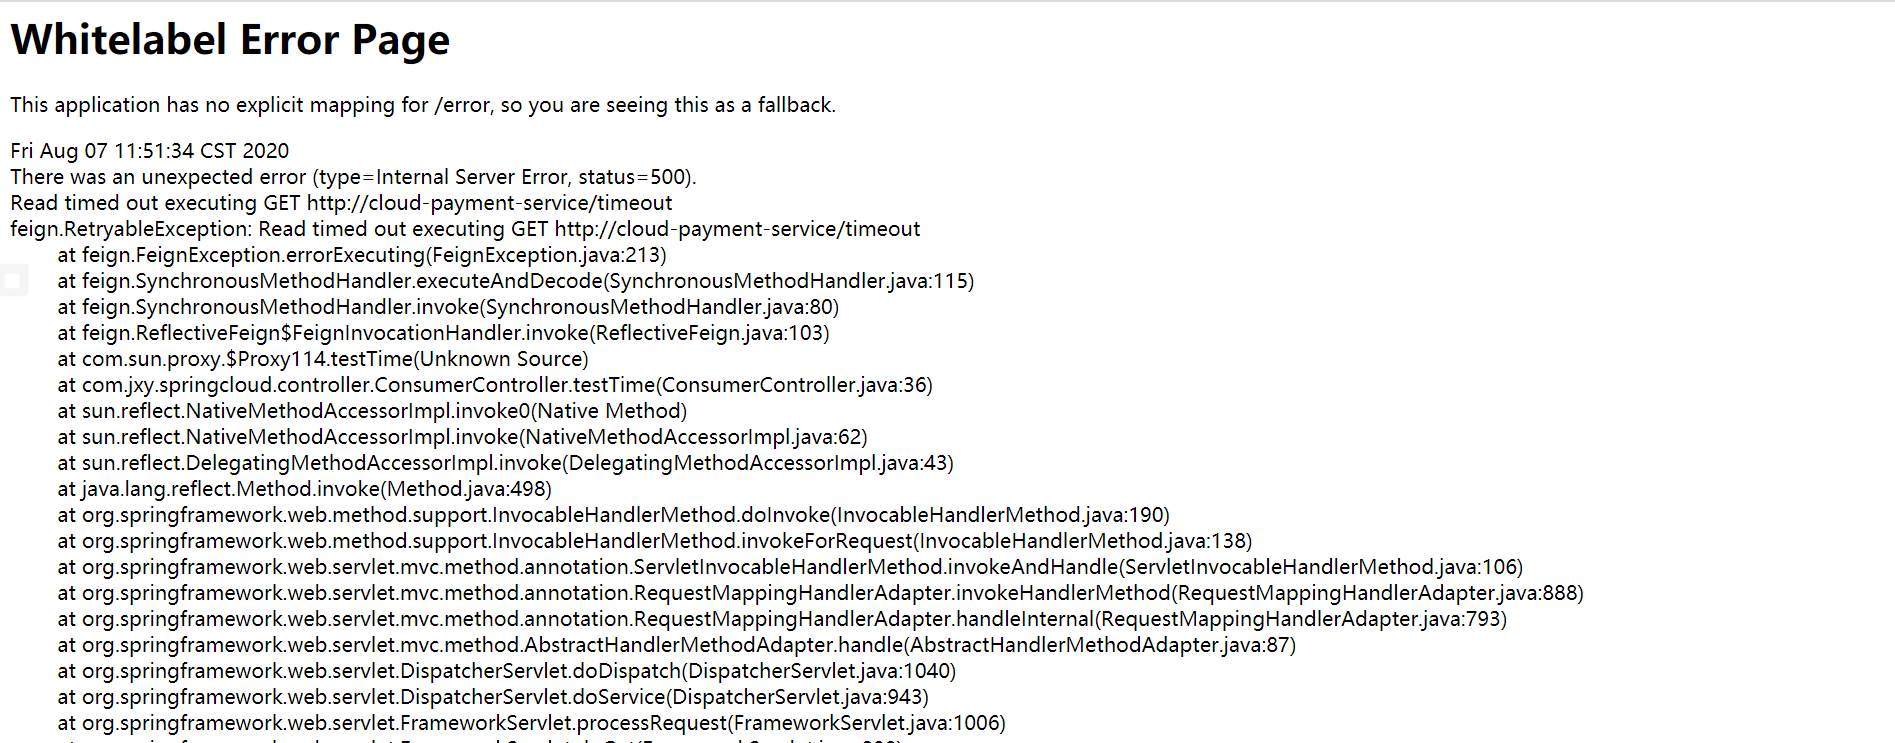 Whitelabel Error Page
This application has no explicit mapping for /error, so you are seeing this as a fallback.
Fri Aug 07 11:51:34 CST 2020
There was an unexpected error (type=Internal Server Error, status=500).
Read timed out executing GET http://cloud-payment-service/timeout
feign.RetryableException: Read timed out executing GET http://cloud-payment-service/timeout
at feign.FeignException.errorExecuting(FeignException.java:213)
at feign.SynchronousMethodHandler.executeAndDecode(SynchronousMethodHandler.java:115)
at feign.SynchronousMethodHandler.invoke(SynchronousMethodHandler.java:80)
at feign.ReflectiveFeign$FeignInvocationHandler.invoke(ReflectiveFeign.java:103)
at com.sun.proxy.$Proxy114.testTime(Unknown Source)
at com.jxy.springcloud.controller.ConsumerController.testTime(ConsumerController.java:36)
at sun.reflect.NativeMethodAccessorImpl.invoke0(Native Method)
at sun.reflect.NativeMethodAccessorImpl.invoke(NativeMethodAccessorImpl.java:62)
at sun.reflect.DelegatingMethodAccessorImpl.invoke(DelegatingMethodAccessorImpl.java:43)
at java.lang.reflect.Method.invoke(Method.java:498)
at org.springframework.web.method.support.InvocableHandlerMethod.doInvoke(InvocableHandlerMethod.java:190)
at org.springframework.web.method.support.InvocableHandlerMethod.invokeForRequest(InvocableHandlerMethod.java:138)
at org.springframework.web.servlet.mvc.method.annotation.ServletInvocableHandlerMethod.invokeAndHandle(ServletInvocableHandlerMethod.java:106)
at org.springframework.web.servlet.mvc.method.annotation.RequestMappingHandlerAdapter.invokeHandlerMethod(RequestMappingHandlerAdapter.java:888)
at org.springframework.web.servlet.mvc.method.annotation.RequestMappingHandlerAdapter.handleInternal(RequestMappingHandlerAdapter.java:793)
at org.springframework.web.servlet.mvc.method.AbstractHandlerMethodAdapter.handle(AbstractHandlerMethodAdapter.java:87)
at org.springframework.web.servlet.DispatcherServlet.doDispatch(DispatcherServlet.java:1040)
at org.springframework.web.servlet.DispatcherServlet.doService(DispatcherServlet.java:943)
at org.springframework.web.servlet.FrameworkServlet.processRequest(FrameworkServlet.java:1006)